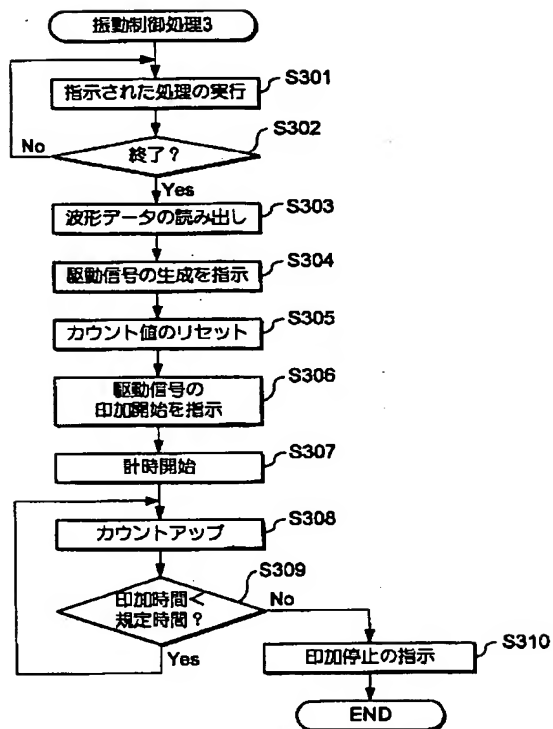 振動制御処理3
指示された処理の実行
S301
終了?
S302
No
Yes
波形データの読み出し
S303
駆動信号の生成を指示
S304
カウント値のリセット
S305
駆動信号の
印加開始を指示
S306
計時開始
S307
カウントアップ
S308
印加時間<
規定時間?
S309
No
Yes
印加停止の指示
S310
END